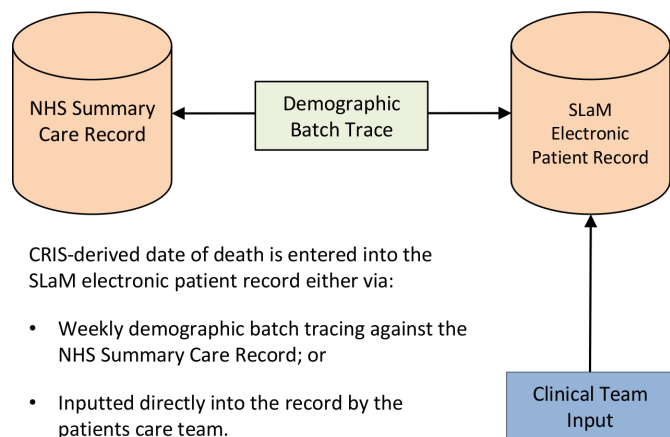 NHS Summary
Care Record
Demographic
Batch Trace
SLaM
Electronic
Patient Record
CRIS-derived date of death is entered into the
SLaM electronic patient record either via:
• Weekly demographic batch tracing against the
NHS Summary Care Record; or
• Inputted directly into the record by the
patients care team.
Clinical Team
Input